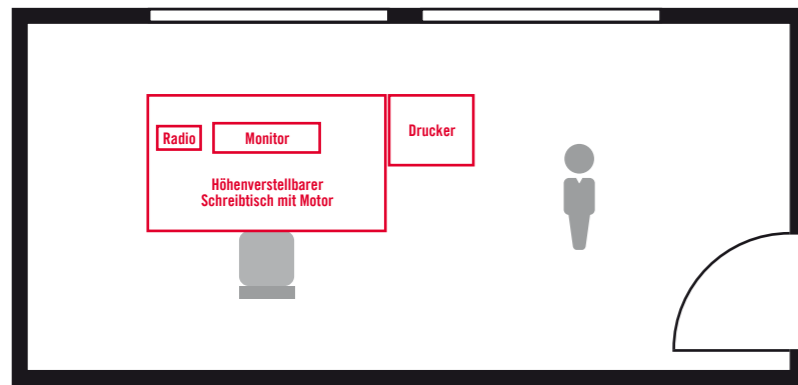 Radio
Monitor
Drucker
Höhenverstellbarer
Schreibtisch mit Motor